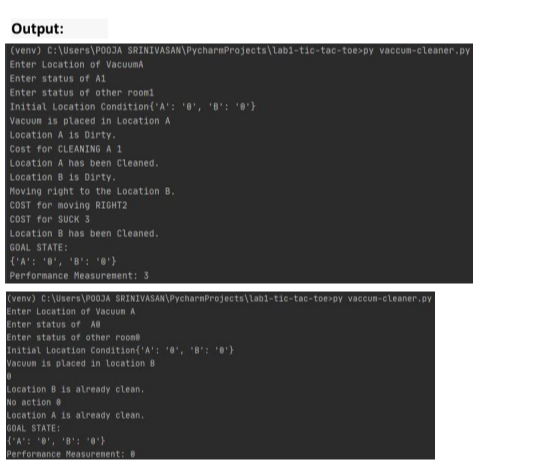 Output:
(venv) C:\Users\POOJA SRINIVASAN\PycharmProjects\lab1-tic-tac-toe>py vaccum-cleaner.py
Enter Location of VacuumA
Enter status of A1
Enter status of other room1
Initial Location Condition{'A': '0', 'B': '0'}
Vacuum is placed in Location A
Location A is Dirty.
Cost for CLEANING A 1
Location A has been Cleaned.
Location B is Dirty.
Moving right to the Location B.
COST for moving RIGHT2
COST for SUCK 3
Location B has been Cleaned.
GOAL STATE:
{'A': '0', 'B': '0'}
Performance Measurement: 3
(venv) C:\Users\POOJA SRINIVASAN\PycharmProjects\lab1-tic-tac-toe>py vaccum-cleaner.py
Enter Location of Vacuum A
Enter status of  A0
Enter status of other room0
Initial Location Condition{'A': '0', 'B': '0'}
Vacuum is placed in location B
0
Location B is already clean.
No action 0
Location A is already clean.
GOAL STATE:
{'A': '0', 'B': '0'}
Performance Measurement: 0